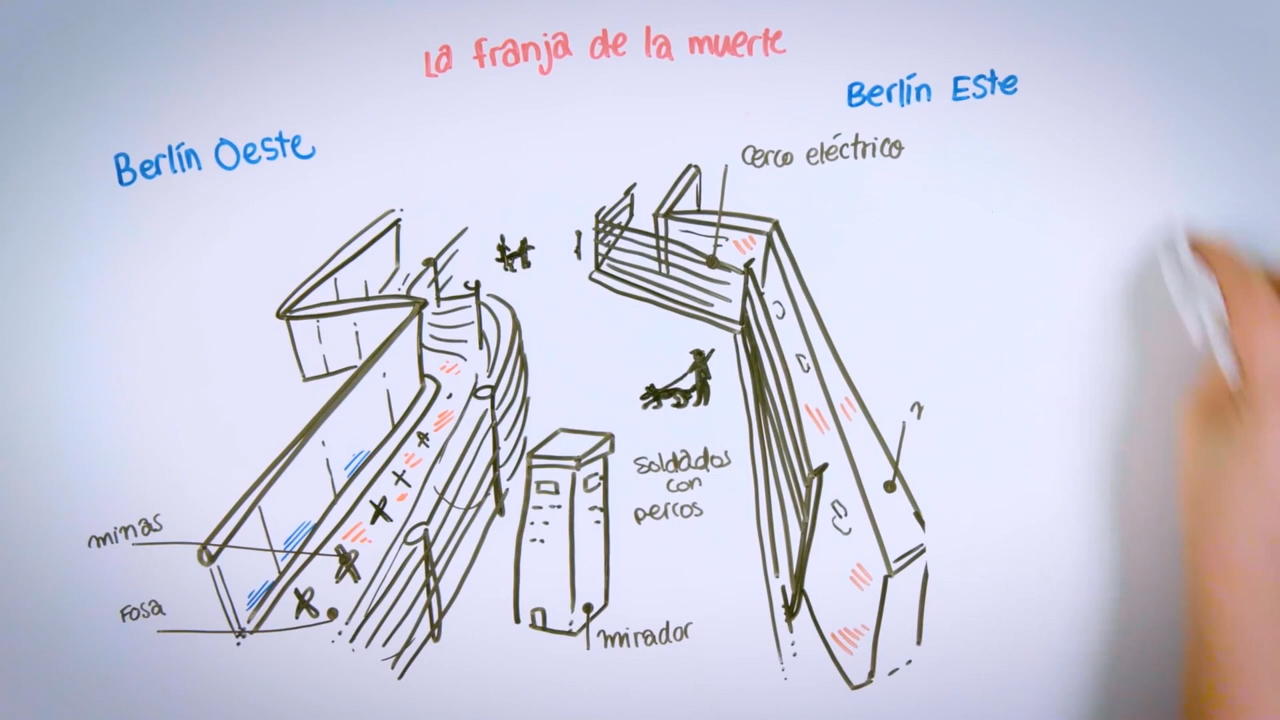 La franja de la muerte
Berlín Este
Berlín Oeste
cerco eléctrico
soldados
con
perros
minas
Fosa
mirador